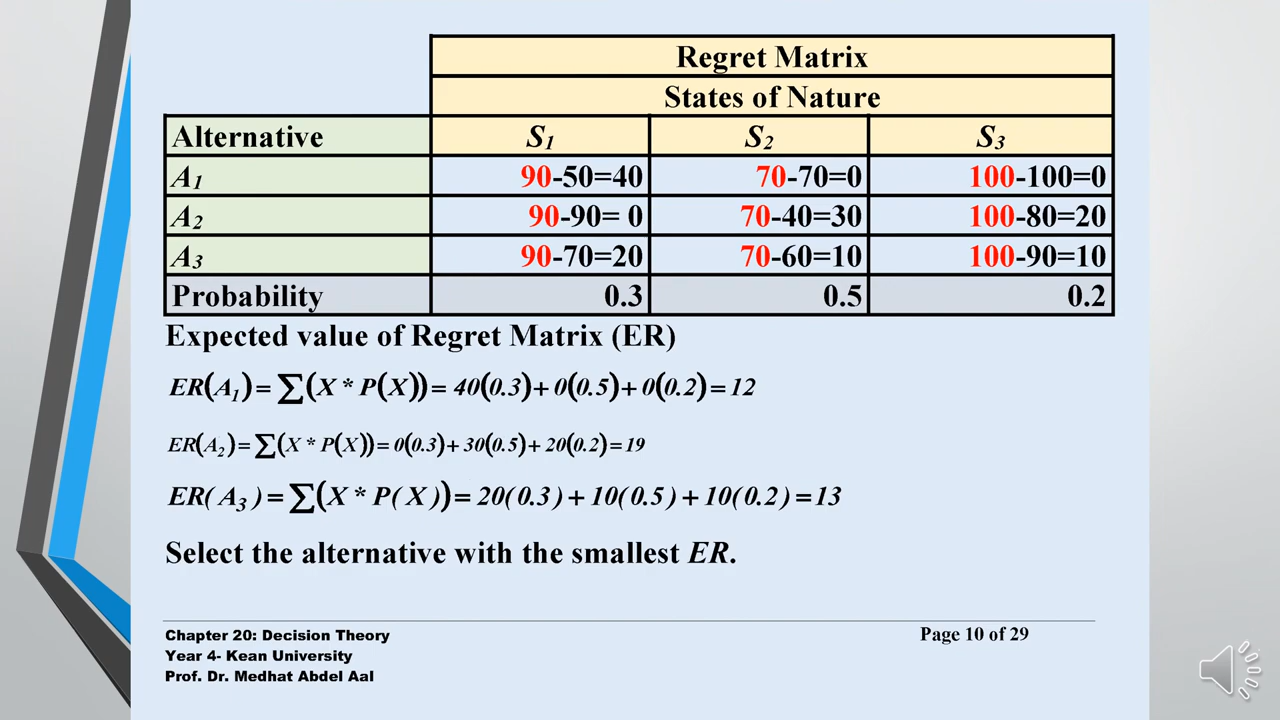 Regret Matrix
States of Nature
Alternative S₁ S₂ S₃
A₁ 90-50=40 70-70=0 100-100=0
A₂ 90-90= 0 70-40=30 100-80=20
A₃ 90-70=20 70-60=10 100-90=10
Probability 0.3 0.5 0.2
Expected value of Regret Matrix (ER)
ER(A₁)=∑(X * P(X))= 40(0.3)+0(0.5)+0(0.2)=12
ER(A₂)=∑(X * P(X))=0(0.3)+30(0.5)+20(0.2)=19
ER( A₃ )=∑(X * P( X ))=20(0.3)+10(0.5)+10(0.2)=13
Select the alternative with the smallest ER.
Chapter 20: Decision Theory Page 10 of 29
Year 4- Kean University
Prof. Dr. Medhat Abdel Aal